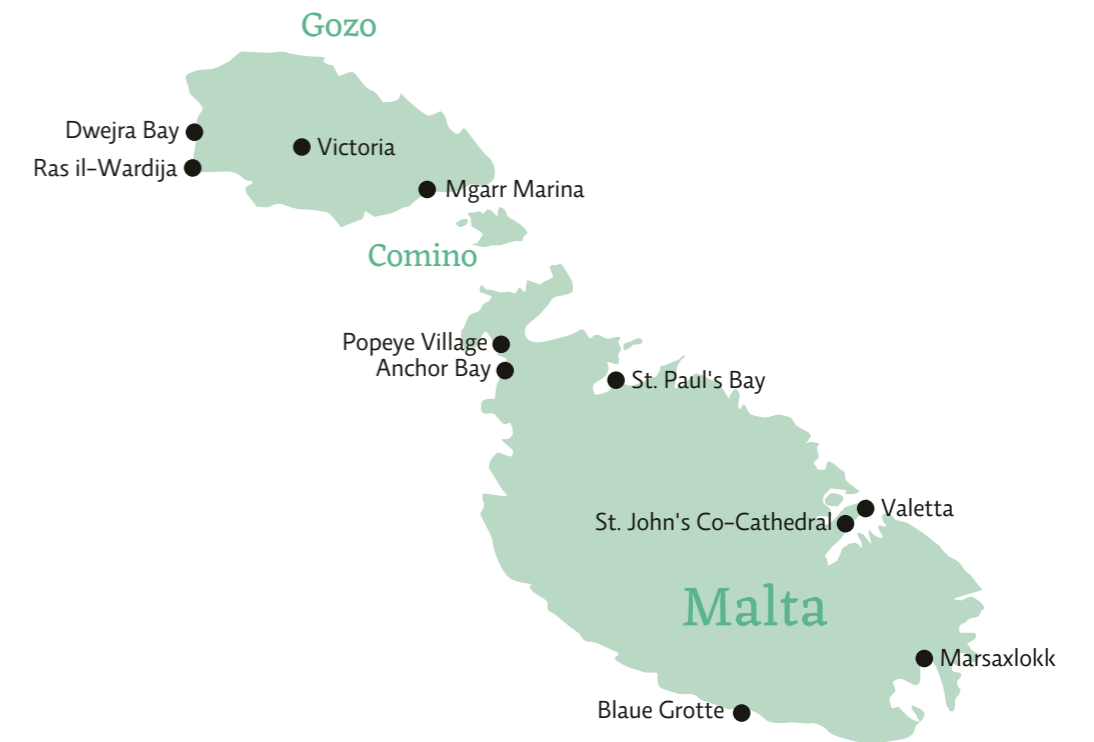 Gozo
Dwejra Bay
Victoria
Ras il-Wardija
Mgarr Marina
Comino
Popeye Village
Anchor Bay
St. Paul's Bay
Valetta
St. John's Co-Cathedral
Malta
Marsaxlokk
Blaue Grotte